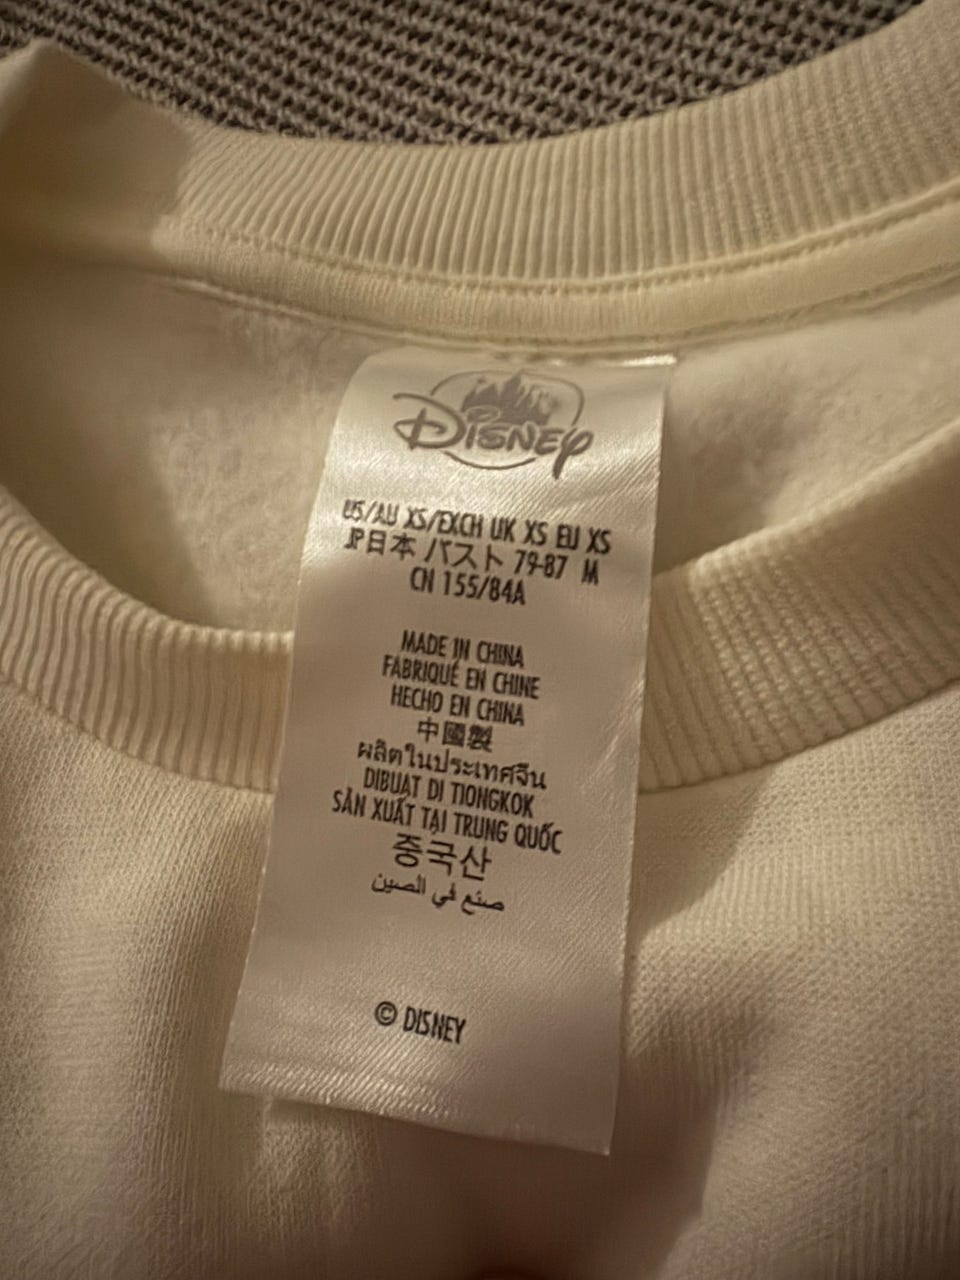 Disney
US/AU XS/EXCH UK XS EU XS
JP日本 バスト 79-87 M
CN 155/84A
MADE IN CHINA
FABRIQUÉ EN CHINE
HECHO EN CHINA
中國製
ผลิตในประเทศจีน
DIBUAT DI TIONGKOK
SẢN XUẤT TẠI TRUNG QUỐC
중국산
صنع في الصين
© DISNEY